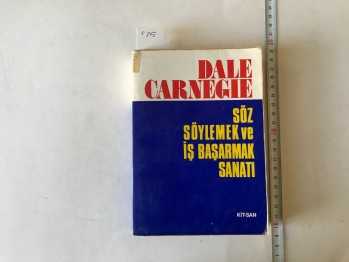 DALE
CARNEGIE
SÖZ
SÖYLEMEK ve
İŞ BAŞARMAK
SANATI
KİT-SAN